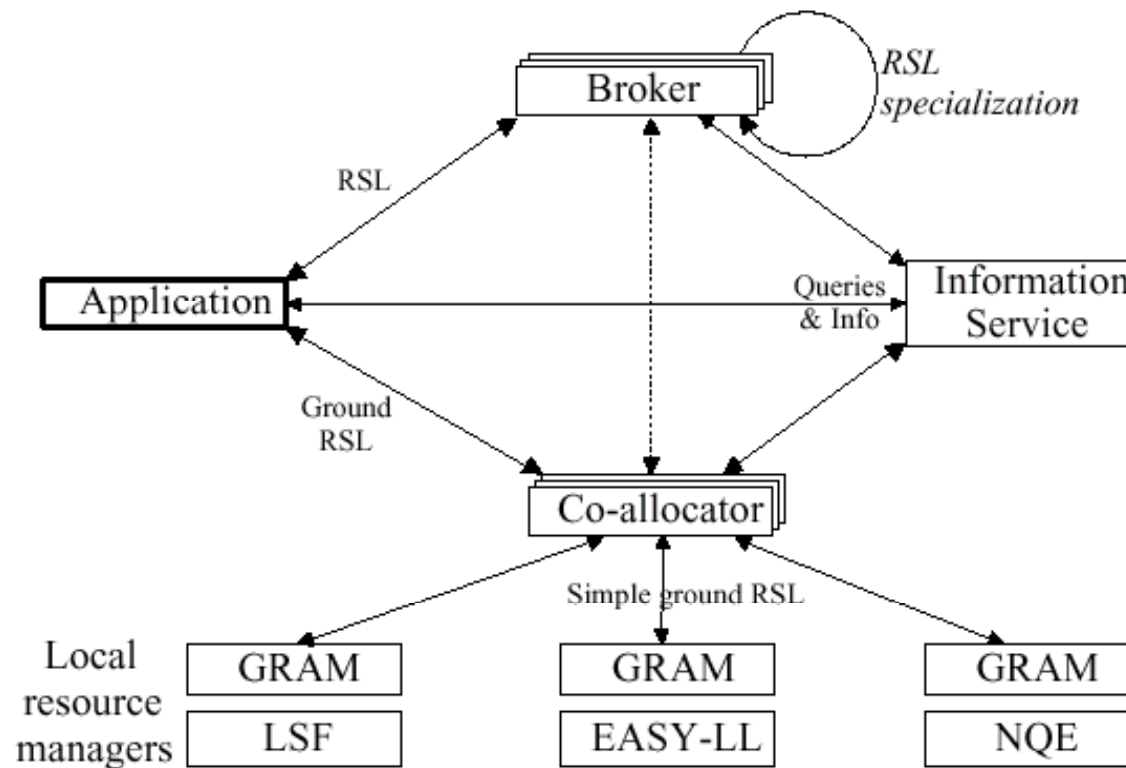 Broker
RSL
specialization
RSL
Application
Queries
& Info
Information
Service
Ground
RSL
Co-allocator
Simple ground RSL
Local
resource
managers
GRAM
GRAM
GRAM
LSF
EASY-LL
NQE